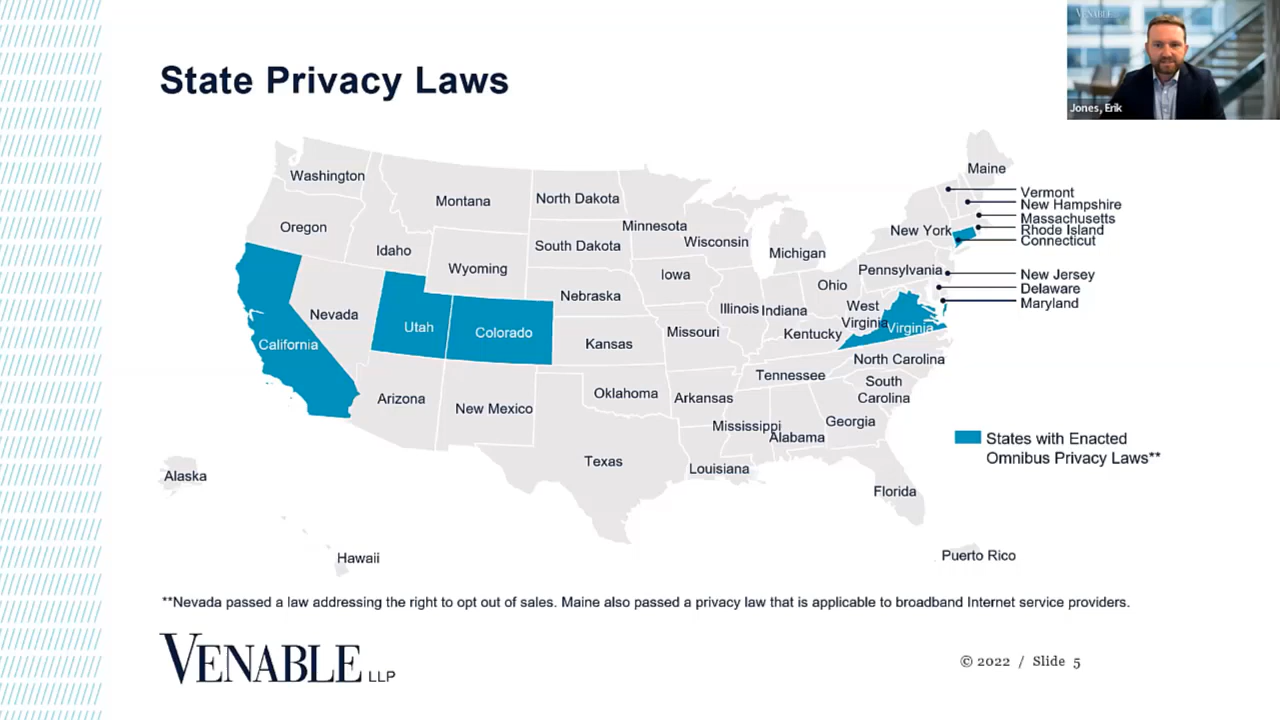 VENABLE
Jones, Erik
State Privacy Laws
Washington
Oregon
California
Idaho
Nevada
Montana
Wyoming
Utah
Colorado
Arizona
New Mexico
North Dakota
South Dakota
Nebraska
Kansas
Oklahoma
Texas
Minnesota
Iowa
Missouri
Arkansas
Louisiana
Wisconsin
Illinois
Michigan
Indiana
Ohio
Kentucky
Tennessee
Mississippi
Alabama
Georgia
Florida
South
Carolina
North Carolina
West
Virginia
Virginia
Pennsylvania
New York
Maine
Vermont
New Hampshire
Massachusetts
Rhode Island
Connecticut
New Jersey
Delaware
Maryland
Alaska
Hawaii
Puerto Rico
States with Enacted
Omnibus Privacy Laws**
**Nevada passed a law addressing the right to opt out of sales. Maine also passed a privacy law that is applicable to broadband Internet service providers.
VENABLE LLP
© 2022 / Slide 5